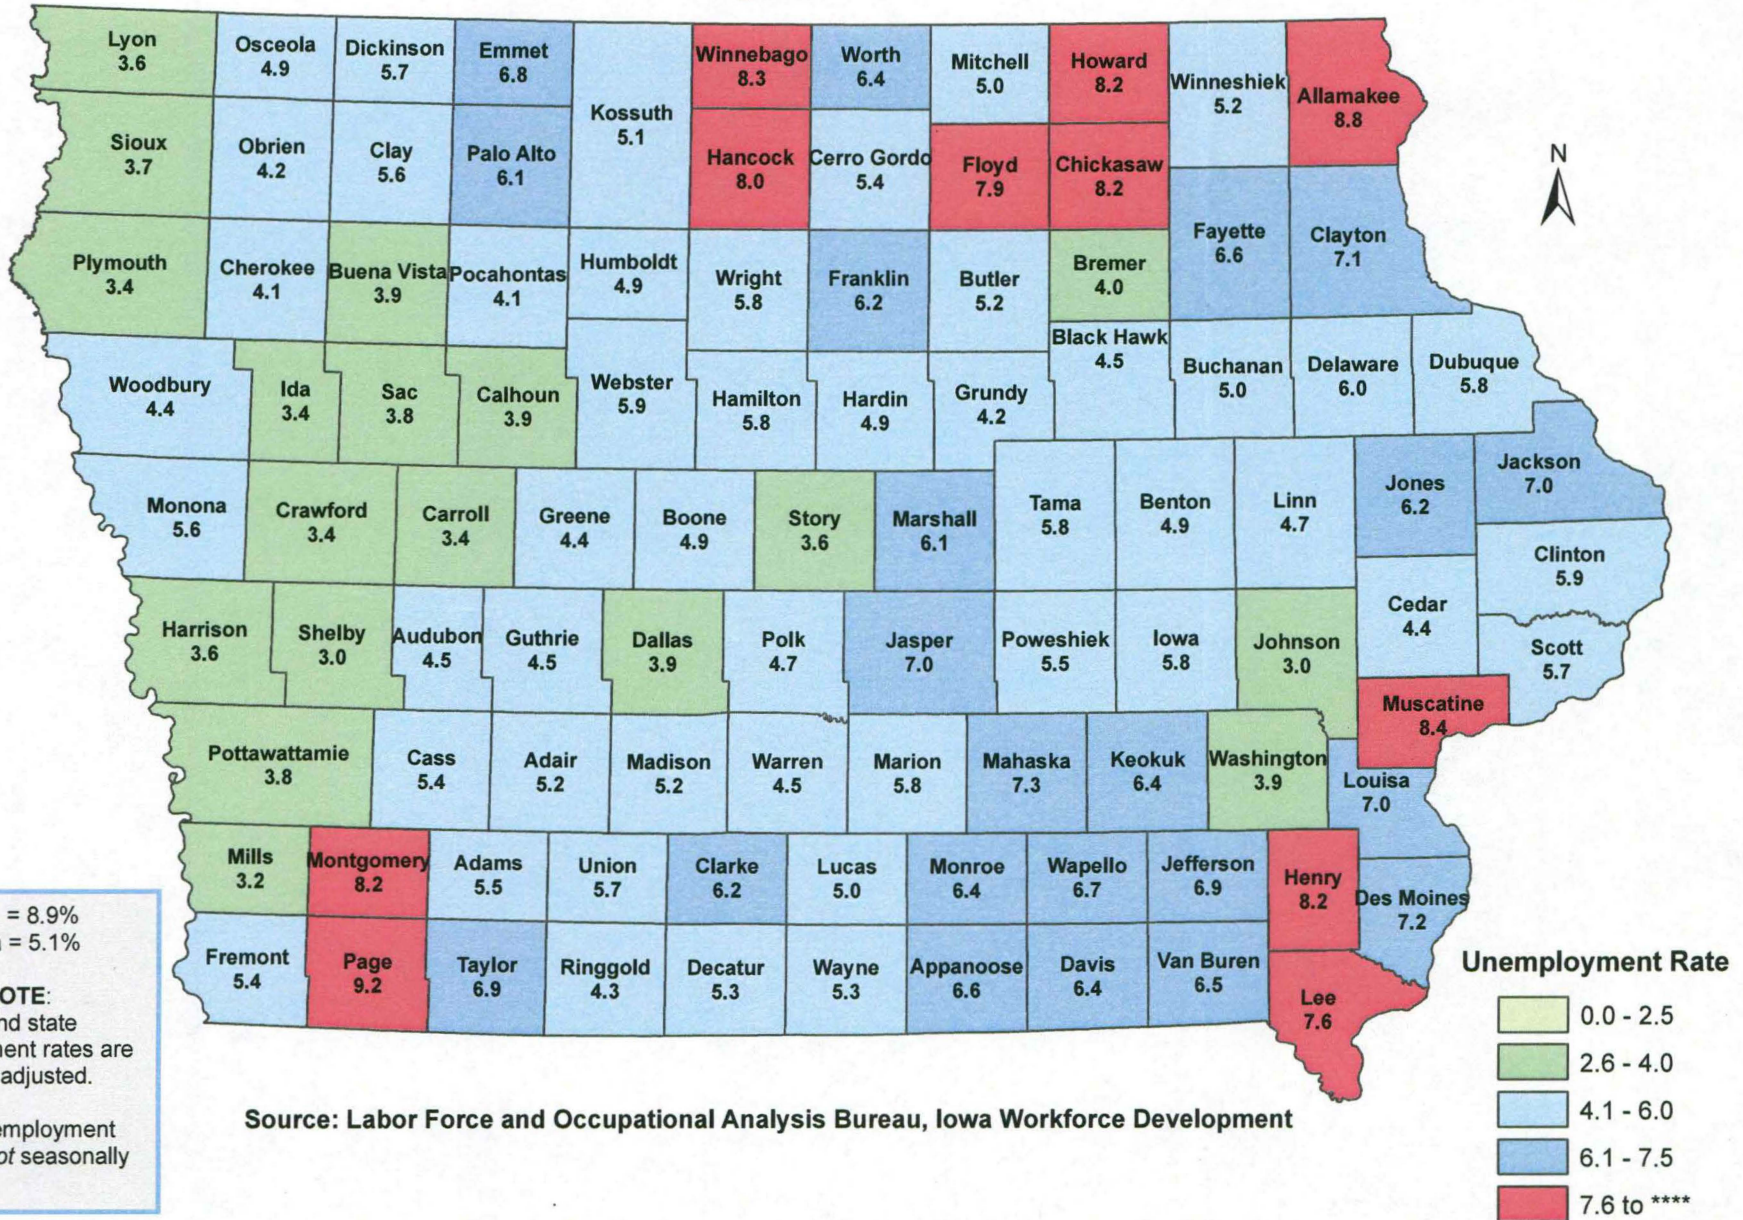 Lyon
3.6
Osceola
4.9
Dickinson
5.7
Emmet
6.8
Kossuth
5.1
Winnebago
8.3
Worth
6.4
Mitchell
5.0
Howard
8.2
Winneshiek
5.2
Allamakee
8.8
Sioux
3.7
Obrien
4.2
Clay
5.6
Palo Alto
6.1
Hancock
8.0
Cerro Gordo
5.4
Floyd
7.9
Chickasaw
8.2
N
Fayette
6.6
Clayton
7.1
Plymouth
3.4
Cherokee
4.1
Buena Vista
3.9
Pocahontas
4.1
Humboldt
4.9
Wright
5.8
Franklin
6.2
Butler
5.2
Bremer
4.0
Black Hawk
4.5
Buchanan
5.0
Delaware
6.0
Dubuque
5.8
Woodbury
4.4
Ida
3.4
Sac
3.8
Calhoun
3.9
Webster
5.9
Hamilton
5.8
Hardin
4.9
Grundy
4.2
Monona
5.6
Crawford
3.4
Carroll
3.4
Greene
4.4
Boone
4.9
Story
3.6
Marshall
6.1
Tama
5.8
Benton
4.9
Linn
4.7
Jones
6.2
Jackson
7.0
Clinton
5.9
Harrison
3.6
Shelby
3.0
Audubon
4.5
Guthrie
4.5
Dallas
3.9
Polk
4.7
Jasper
7.0
Poweshiek
5.5
Iowa
5.8
Johnson
3.0
Cedar
4.4
Scott
5.7
Muscatine
8.4
Pottawattamie
3.8
Cass
5.4
Adair
5.2
Madison
5.2
Warren
4.5
Marion
5.8
Mahaska
7.3
Keokuk
6.4
Washington
3.9
Louisa
7.0
Mills
3.2
Montgomery
8.2
Adams
5.5
Union
5.7
Clarke
6.2
Lucas
5.0
Monroe
6.4
Wapello
6.7
Jefferson
6.9
Henry
8.2
Des Moines
7.2
Fremont
5.4
Page
9.2
Taylor
6.9
Ringgold
4.3
Decatur
5.3
Wayne
5.3
Appanoose
6.6
Davis
6.4
Van Buren
6.5
Lee
7.6
= 8.9%
= 5.1%
OTE:
nd state
ment rates are
adjusted.
employment
ot seasonally
Source: Labor Force and Occupational Analysis Bureau, Iowa Workforce Development
Unemployment Rate
0.0 - 2.5
2.6 - 4.0
4.1 - 6.0
6.1 - 7.5
7.6 to ****